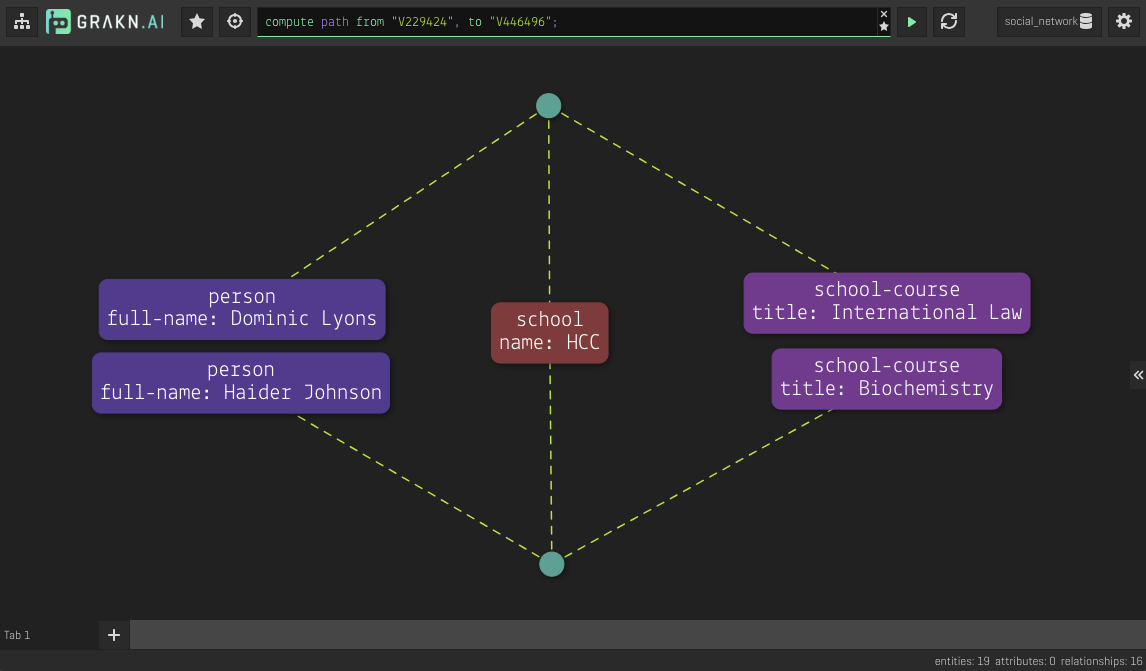 GRAKN.AI
compute path from "V229424", to "V446496";
social_network
person
full-name: Dominic Lyons
person
full-name: Haider Johnson
school
name: HCC
school-course
title: International Law
school-course
title: Biochemistry
Tab 1
entities: 19 attributes: 0 relationships: 16